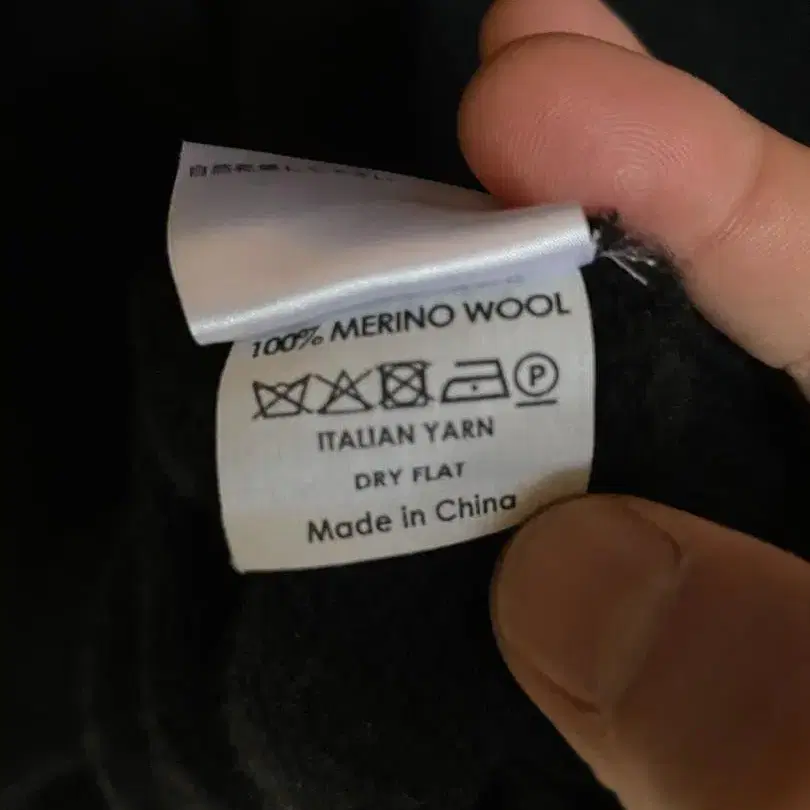 100% MERINO WOOL
P
ITALIAN YARN
DRY FLAT
Made in China